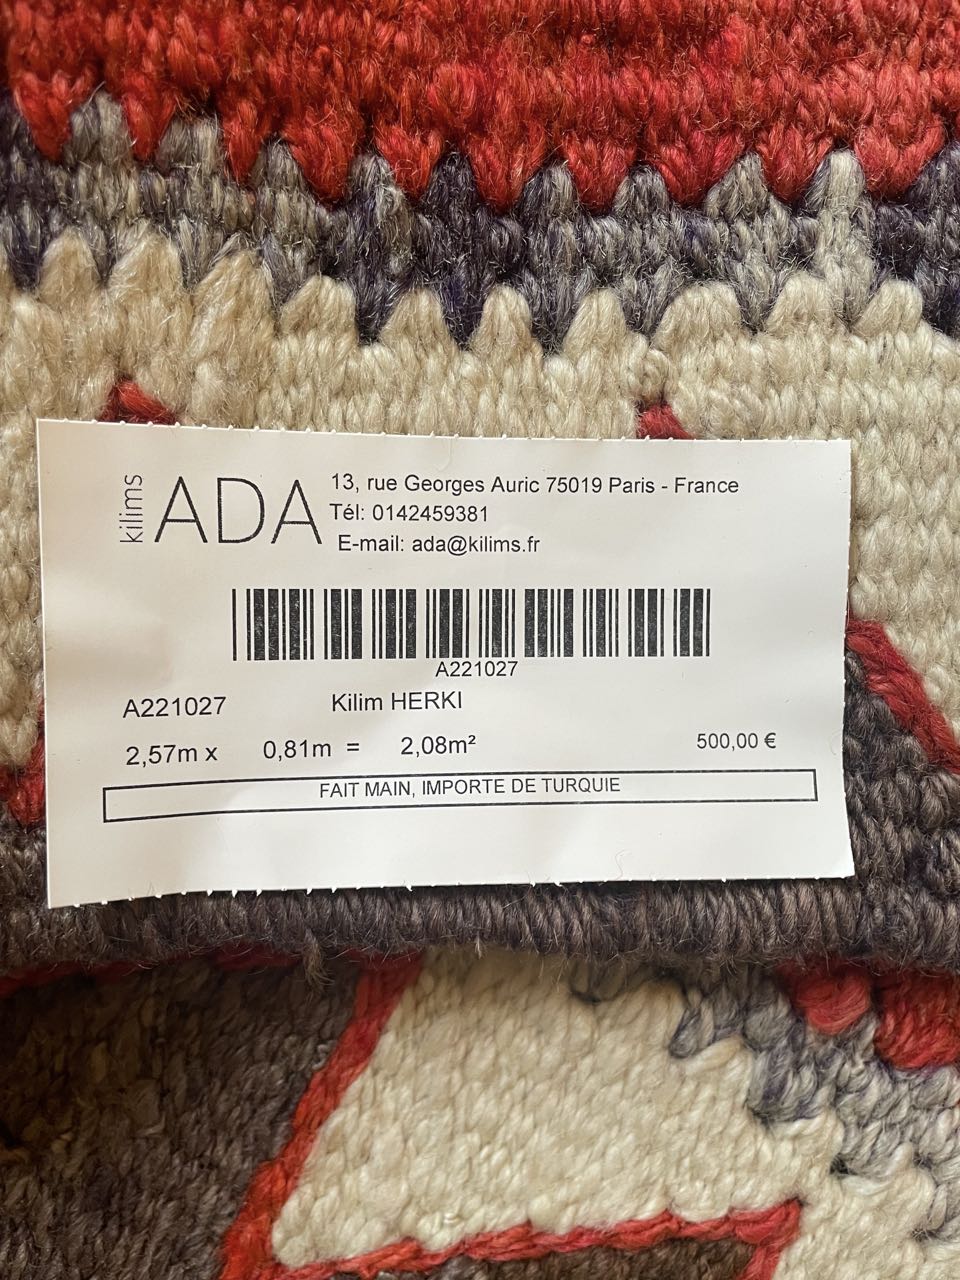 kilims
ADA
13, rue Georges Auric 75019 Paris - France
Tél: 0142459381
E-mail: ada@kilims.fr
A221027
A221027 Kilim HERKI
2,57m x 0,81m = 2,08m² 500,00 €
FAIT MAIN, IMPORTE DE TURQUIE